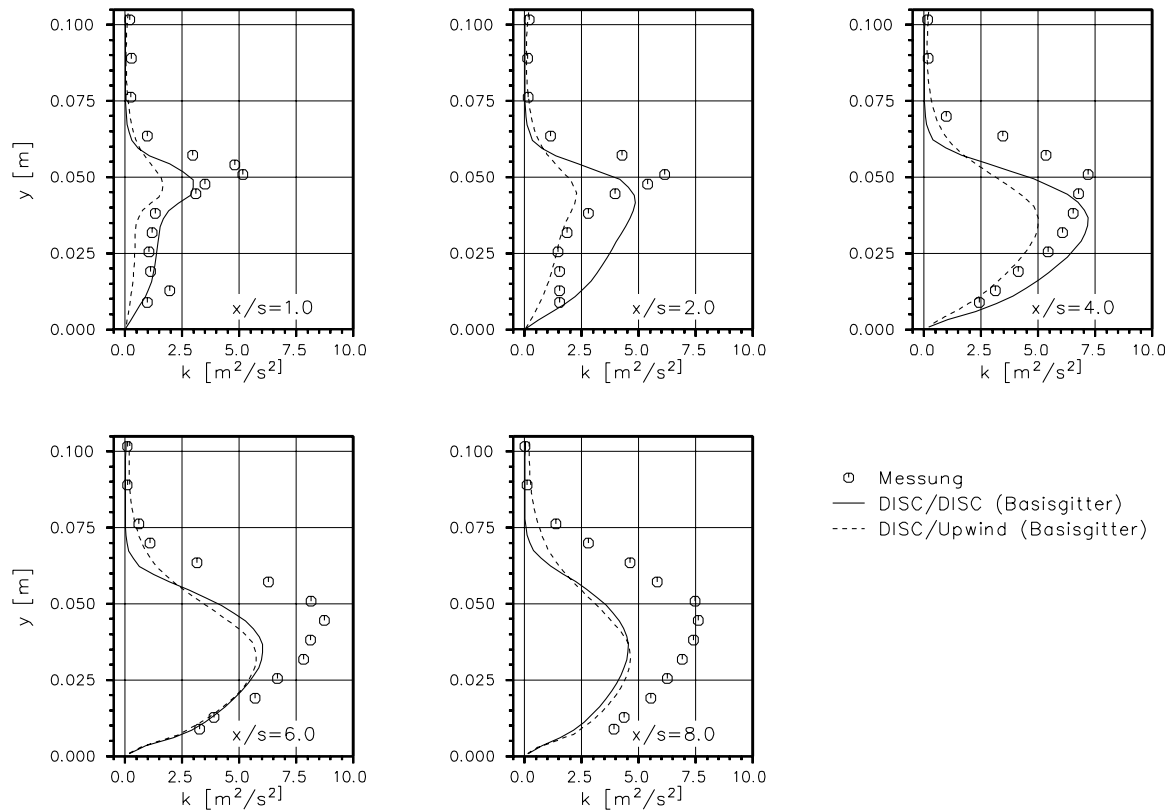 0.100
0.075
0.050
0.025
0.000
y [m]
0.0 2.5 5.0 7.5 10.0
k [m²/s²]
x/s=1.0
0.100
0.075
0.050
0.025
0.000
0.0 2.5 5.0 7.5 10.0
k [m²/s²]
x/s=2.0
0.100
0.075
0.050
0.025
0.000
0.0 2.5 5.0 7.5 10.0
k [m²/s²]
x/s=4.0
0.100
0.075
0.050
0.025
0.000
y [m]
0.0 2.5 5.0 7.5 10.0
k [m²/s²]
x/s=6.0
0.100
0.075
0.050
0.025
0.000
0.0 2.5 5.0 7.5 10.0
k [m²/s²]
x/s=8.0
Messung
DISC/DISC (Basisgitter)
DISC/Upwind (Basisgitter)